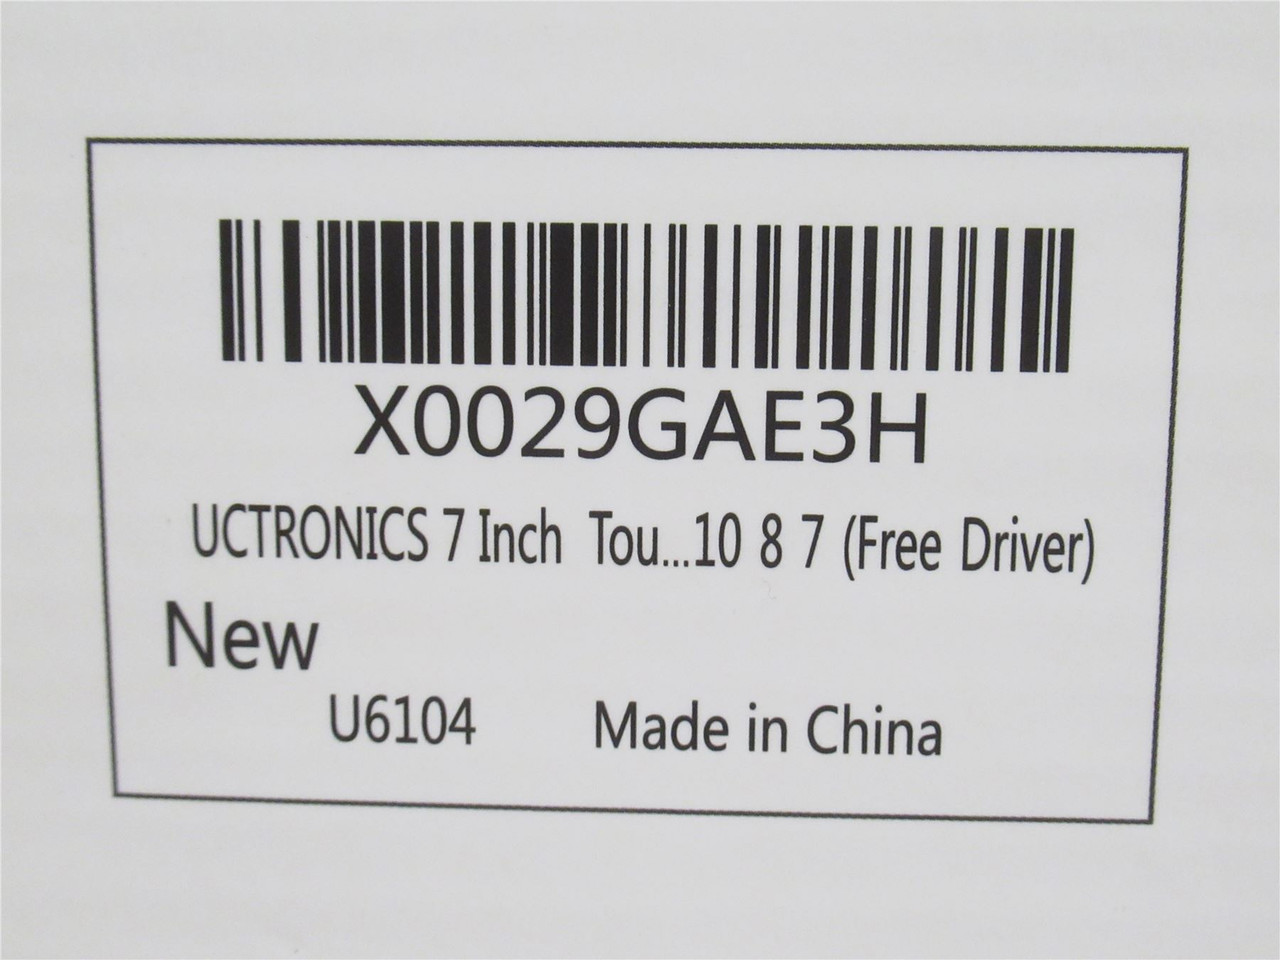 X0029GAE3H
UCTRONICS 7 Inch Tou...10 8 7 (Free Driver)
New
U6104 Made in China